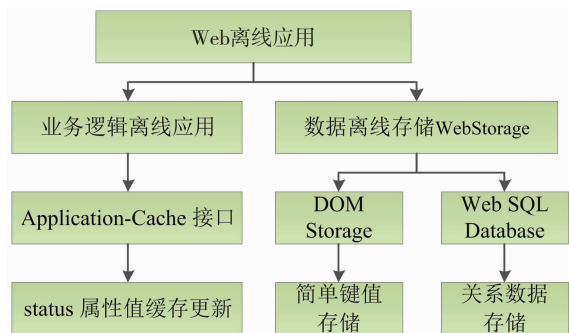 Web离线应用
业务逻辑离线应用
数据离线存储WebStorage
Application-Cache 接口
DOM
Storage
Web SQL
Database
status 属性值缓存更新
简单键值
存储
关系数据
存储